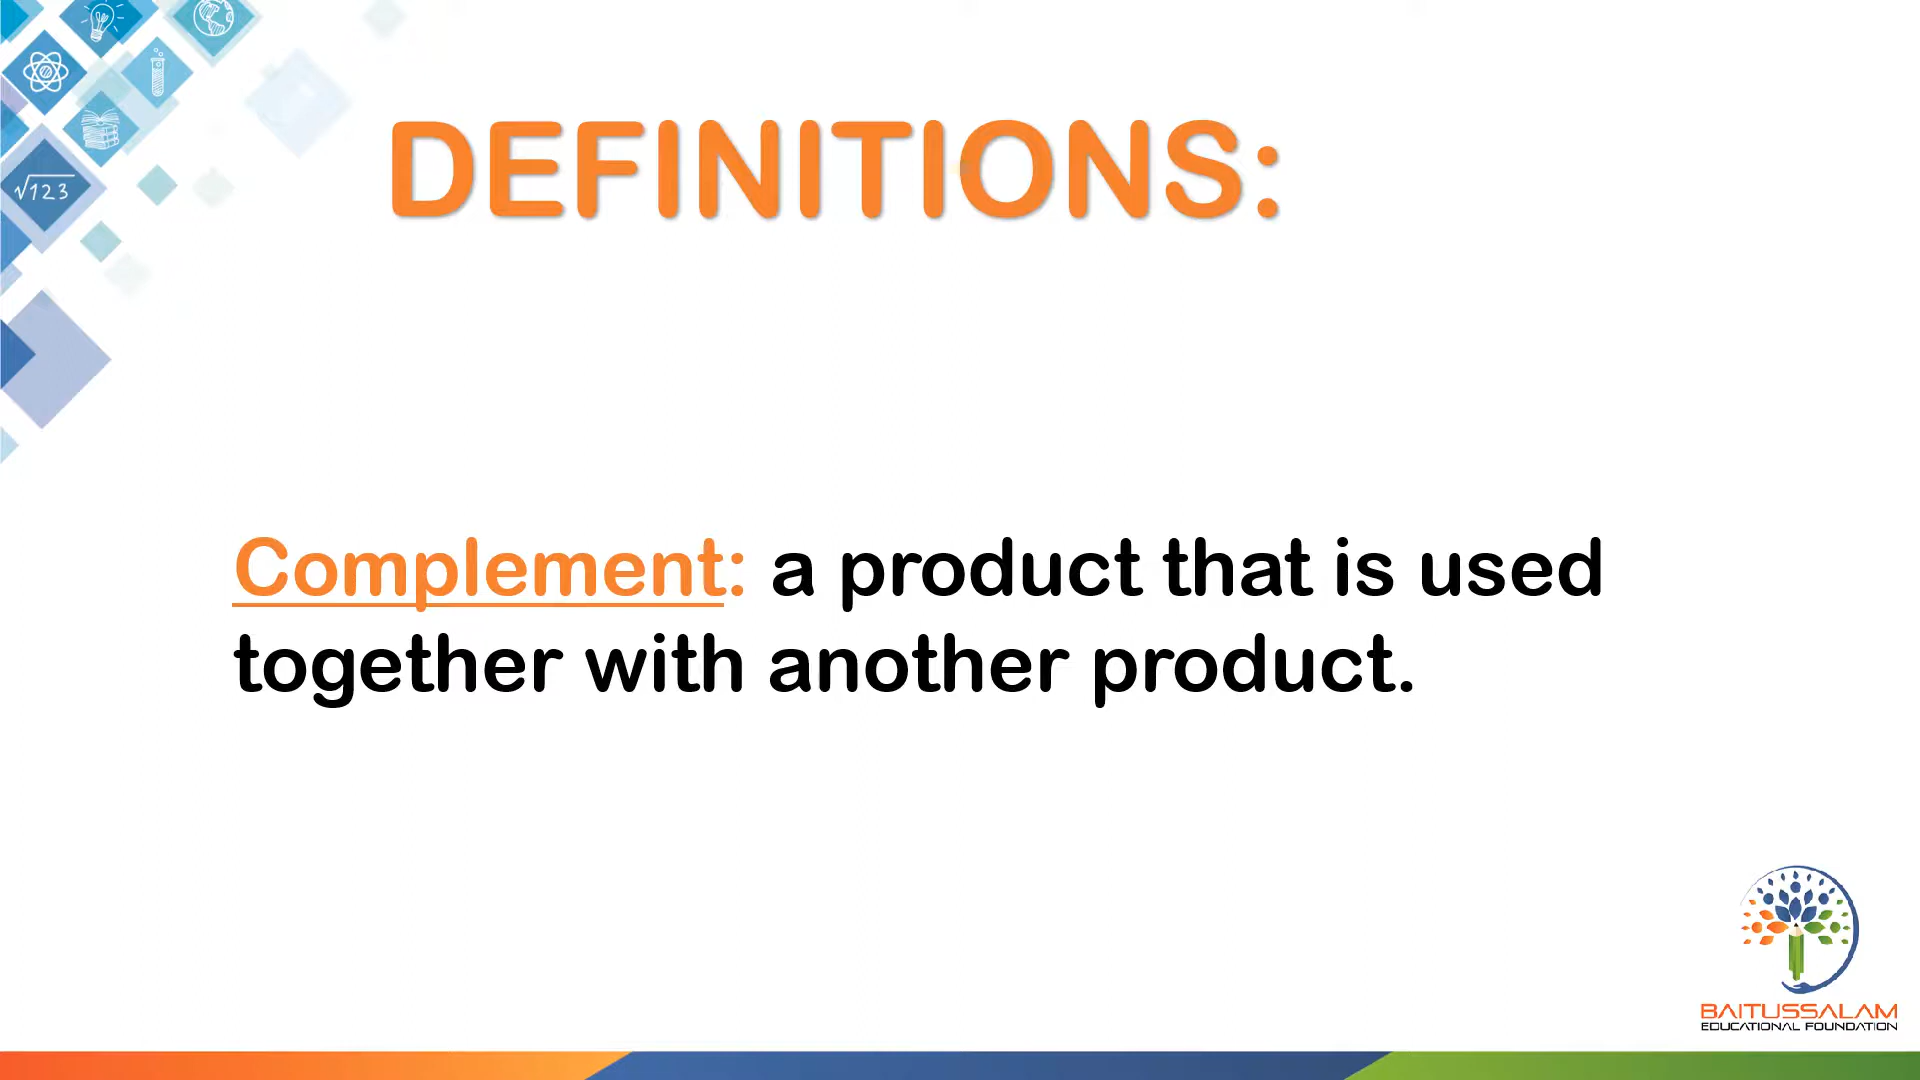 √123
DEFINITIONS:
Complement: a product that is used
together with another product.
BAITUSSALAM
EDUCATIONAL FOUNDATION